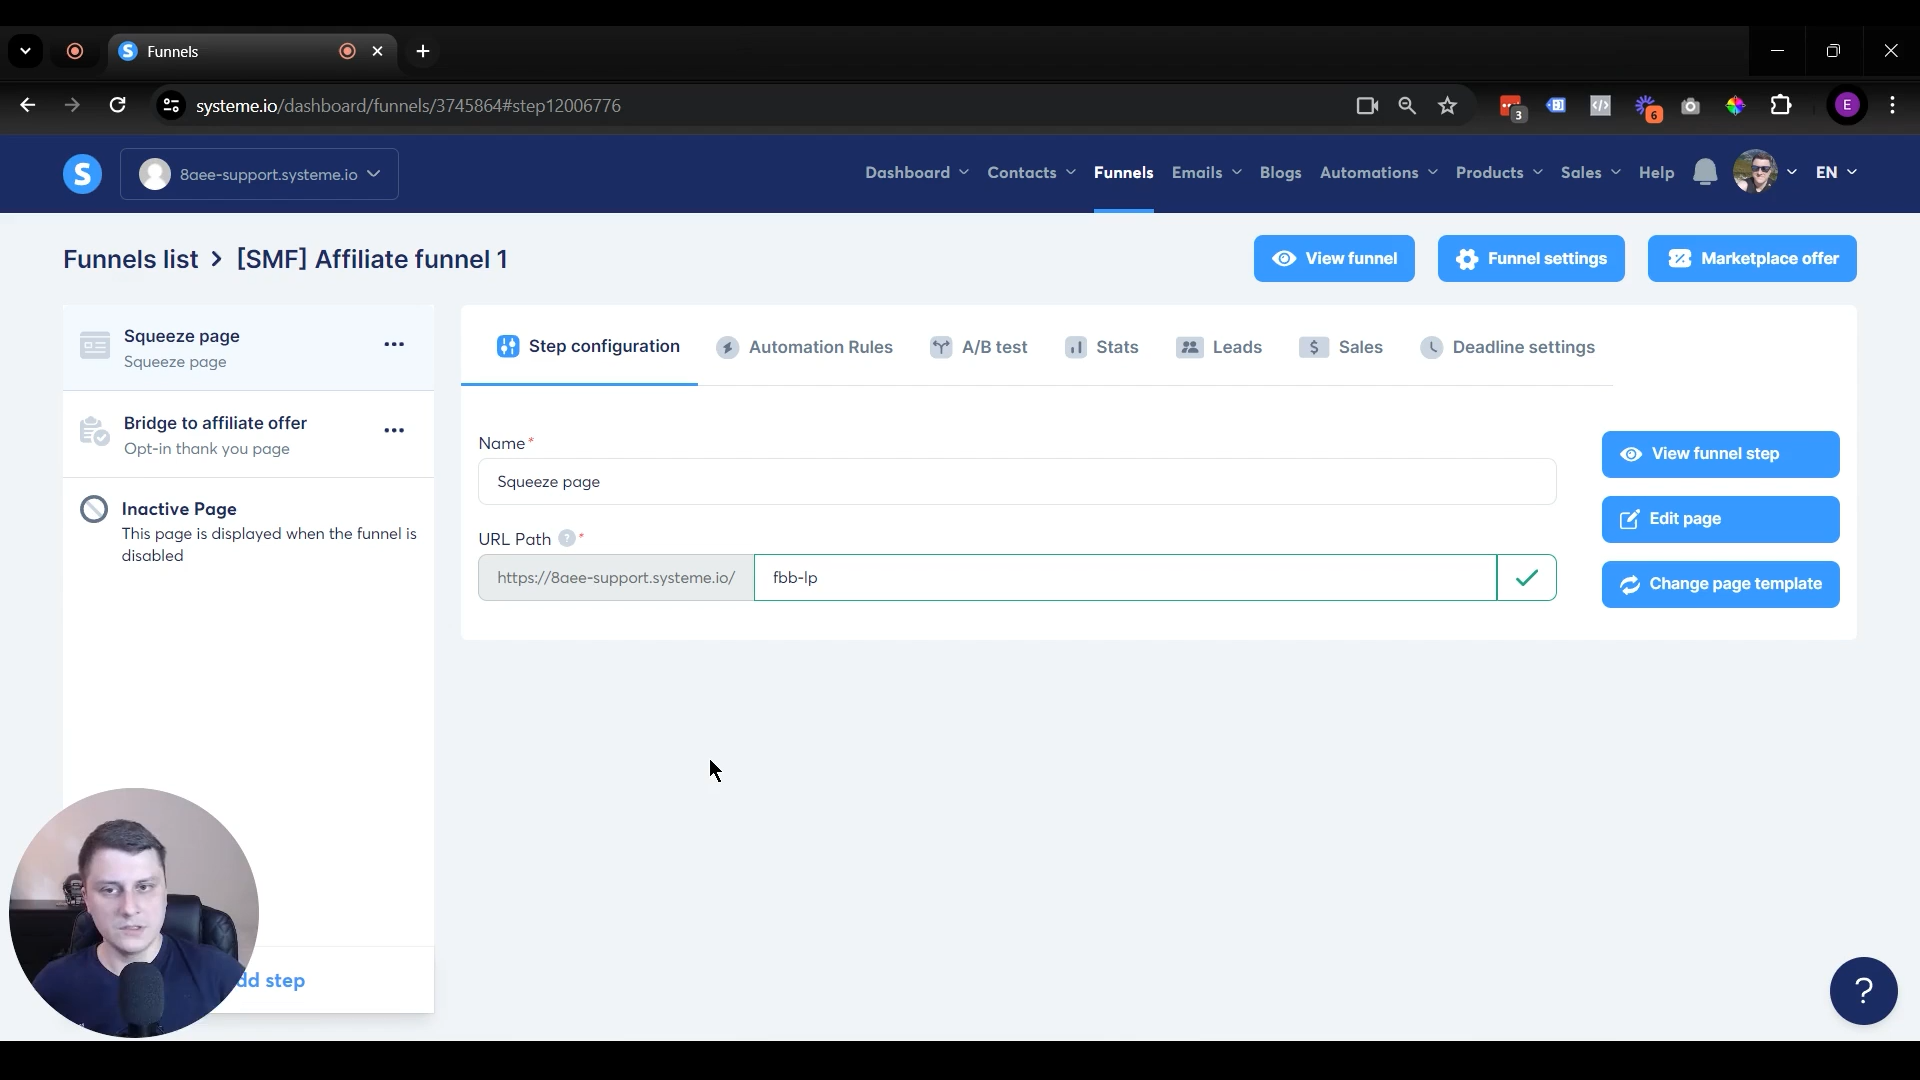 Funnels
systeme.io/dashboard/funnels/3745864#step12006776
3
6
E
S
8aee-support.systeme.io
Dashboard
Contacts
Funnels
Emails
Blogs
Automations
Products
Sales
Help
EN
Funnels list > [SMF] Affiliate funnel 1
View funnel
Funnel settings
Marketplace offer
Squeeze page
Squeeze page
Bridge to affiliate offer
Opt-in thank you page
Inactive Page
This page is displayed when the funnel is
disabled
dd step
Step configuration
Automation Rules
A/B test
Stats
Leads
Sales
Deadline settings
Name*
Squeeze page
URL Path ? *
https://8aee-support.systeme.io/
fbb-lp
View funnel step
Edit page
Change page template
?